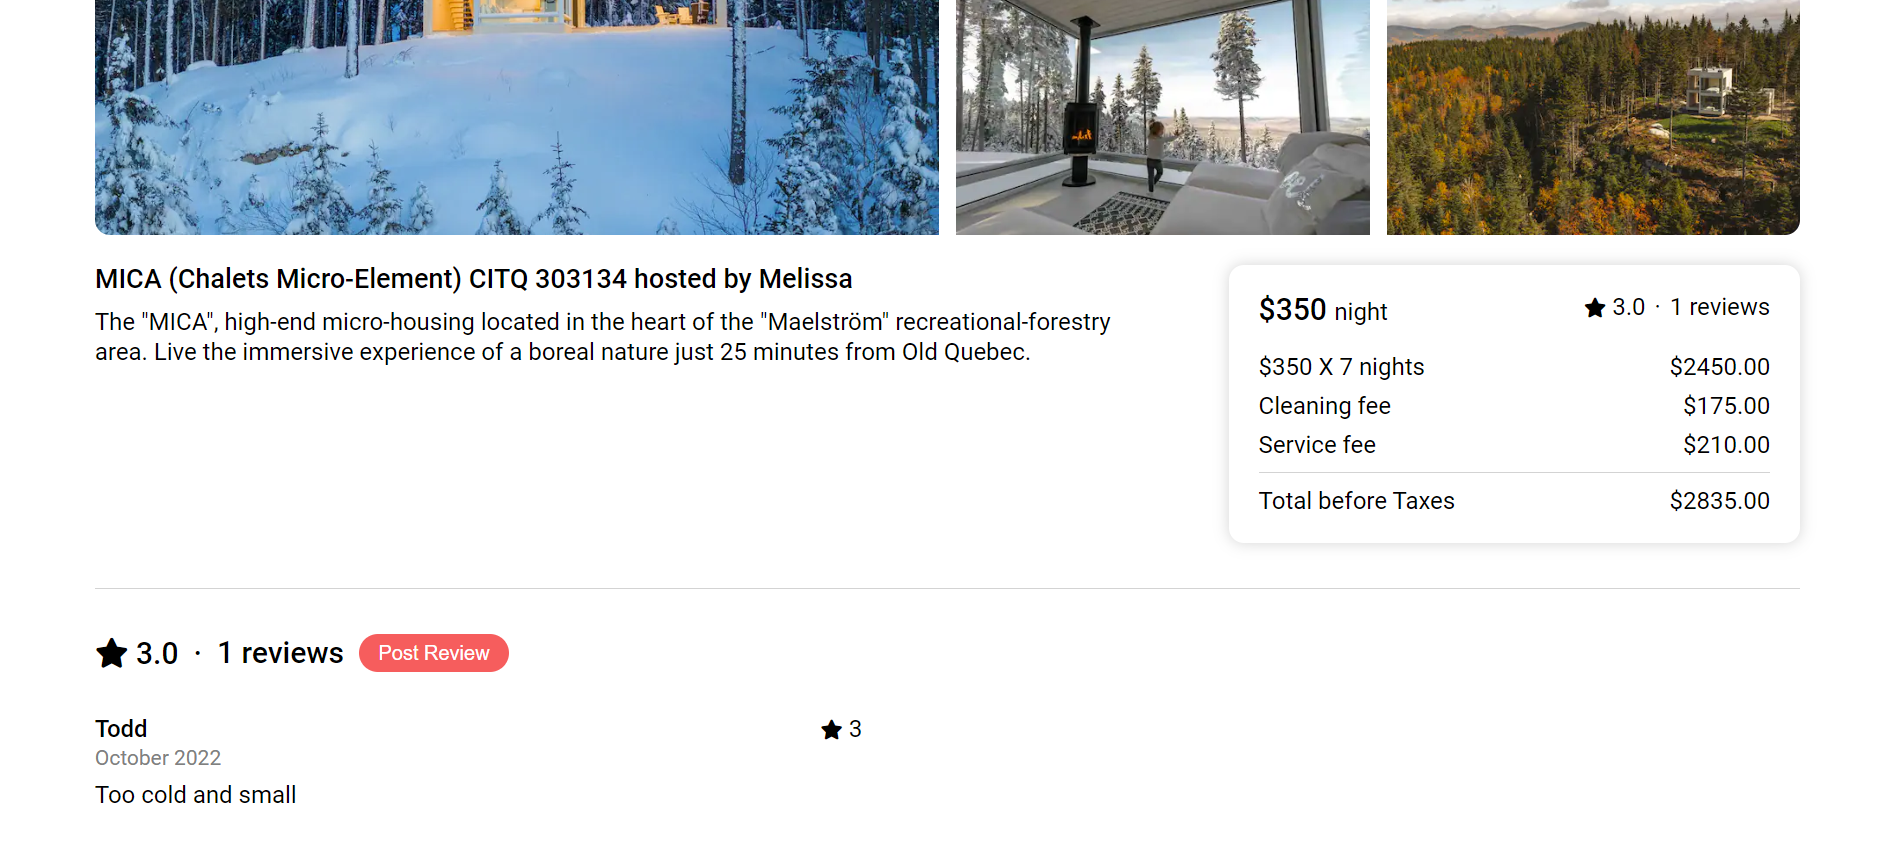 MICA (Chalets Micro-Element) CITQ 303134 hosted by Melissa
The "MICA", high-end micro-housing located in the heart of the "Maelström" recreational-forestry
area. Live the immersive experience of a boreal nature just 25 minutes from Old Quebec.
$350 night
3.0 · 1 reviews
$350 X 7 nights $2450.00
Cleaning fee $175.00
Service fee $210.00
Total before Taxes $2835.00
3.0 · 1 reviews Post Review
Todd 3
October 2022
Too cold and small